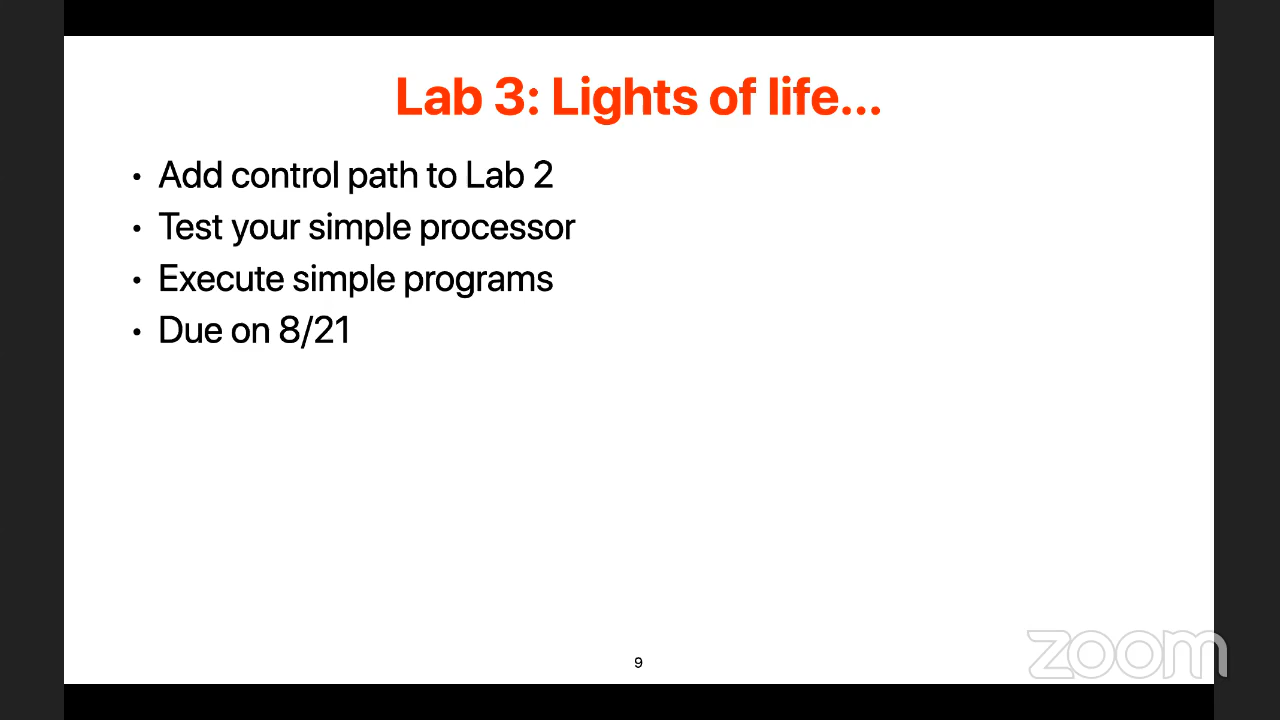 Lab 3: Lights of life...
• Add control path to Lab 2
• Test your simple processor
• Execute simple programs
• Due on 8/21
9
zoom